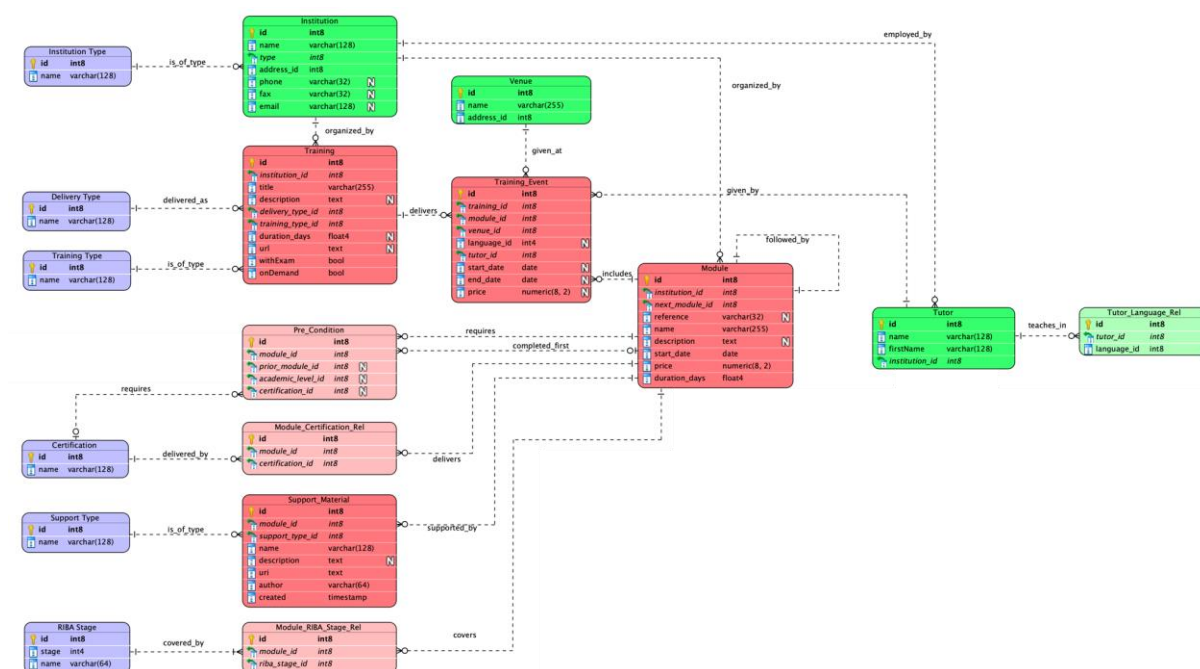 Institution
id int8
name varchar(128)
type int8
address_id int8
phone varchar(32) N
fax varchar(32) N
email varchar(128) N
Institution Type
id int8
name varchar(128)
is_of_type
employed_by
organized_by
Venue
id int8
name varchar(255)
address_id int8
organized_by
given_at
Training
id int8
institution_id int8
title varchar(255)
description text N
delivery_type_id int8
training_type_id int8
duration_days float4 N
url text N
withExam bool
onDemand bool
Delivery Type
id int8
name varchar(128)
delivered_as
Training Type
id int8
name varchar(128)
is_of_type
delivers
Training_Event
id int8
training_id int8
module_id int8
venue_id int8
language_id int4 N
tutor_id int8
start_date date N
end_date date N
price numeric(8, 2) N
given_by
followed_by
includes
Module
id int8
institution_id int8
next_module_id int8
reference varchar(32) N
name varchar(255)
description text N
start_date date
price numeric(8, 2)
duration_days float4
Tutor
id int8
name varchar(128)
firstName varchar(128)
institution_id int8
teaches_in
Tutor_Language_Rel
id int8
tutor_id int8
language_id int8
Pre_Condition
id int8
module_id int8
prior_module_id int8 N
academic_level_id int8 N
certification_id int8 N
requires
completed_first
requires
Certification
id int8
name varchar(128)
delivered_by
Module_Certification_Rel
id int8
module_id int8
certification_id int8
delivers
Support Type
id int8
name varchar(128)
is_of_type
Support_Material
id int8
module_id int8
support_type_id int8
name varchar(128)
description text N
uri text
author varchar(64)
created timestamp
supported_by
RIBA Stage
id int8
stage int4
name varchar(64)
covered_by
Module_RIBA_Stage_Rel
id int8
module_id int8
riba_stage_id int8
covers